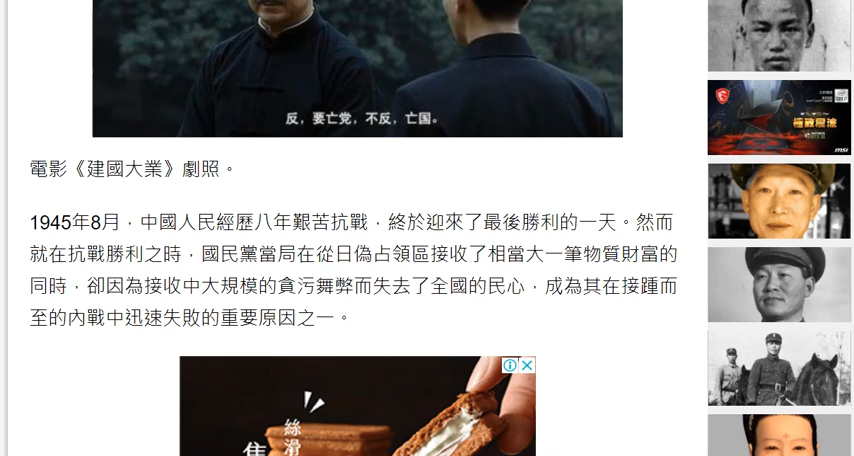 反，要亡党，不反，亡国。
電影《建國大業》劇照。
1945年8月，中國人民經歷八年艱苦抗戰，終於迎來了最後勝利的一天。然而
就在抗戰勝利之時，國民黨當局在從日偽占領區接收了相當大一筆物質財富的
同時，卻因為接收中大規模的貪污舞弊而失去了全國的民心，成為其在接踵而
至的內戰中迅速失敗的重要原因之一。
絲滑
焦
msi